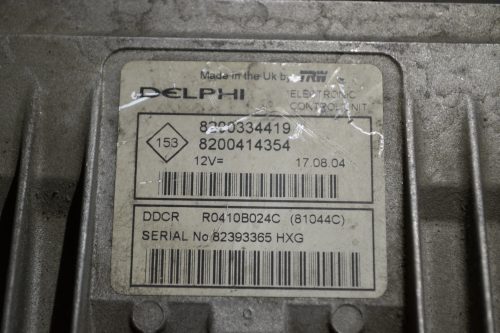 Made in the Uk by TRW
DELPHI
ELECTRONIC
CONTROL UNIT
153
8200334419
8200414354
12V=
17.08.04
DDCR R0410B024C (81044C)
SERIAL No 82393365 HXG